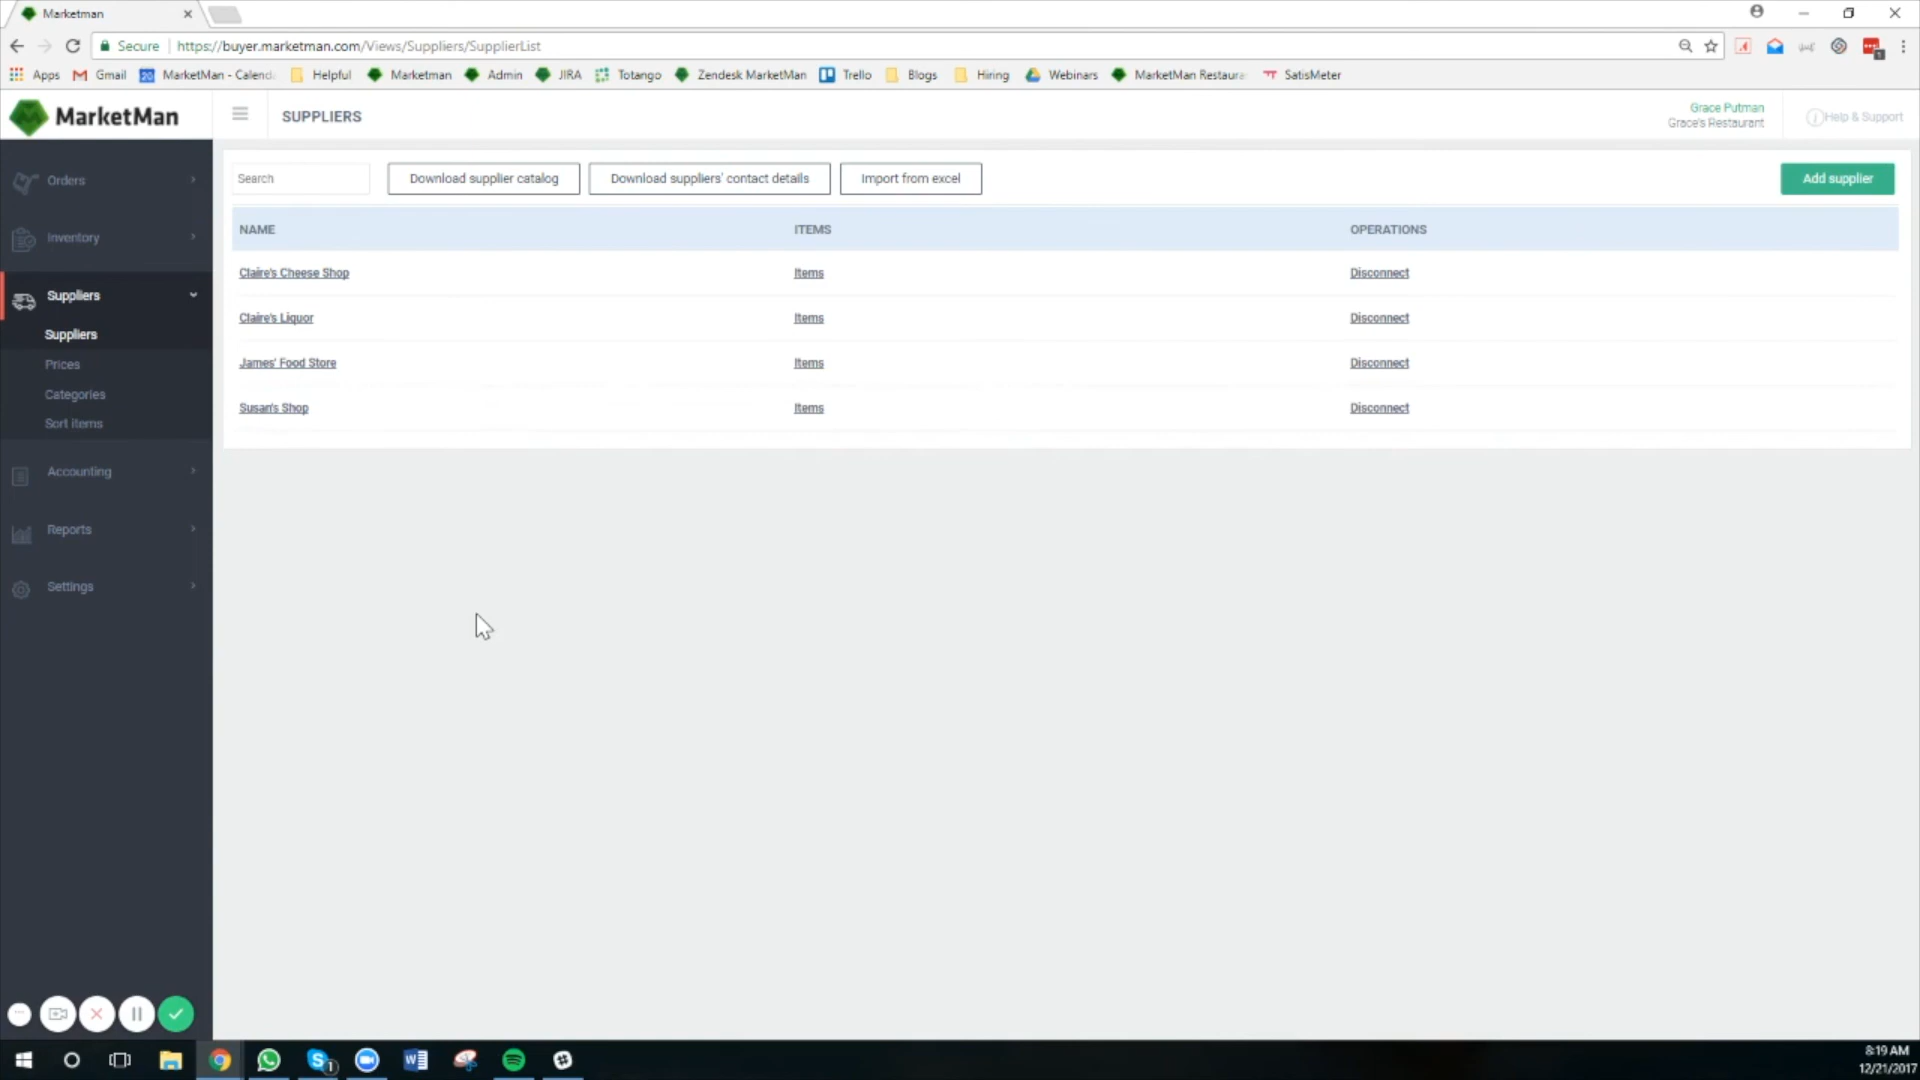 Marketman
Secure https://buyer.marketman.com/Views/Suppliers/SupplierList
Apps Gmail MarketMan - Calend Helpful Marketman Admin JIRA Totango Zendesk MarketMan Trello Blogs Hiring Webinars MarketMan Restaura SatisMeter
MarketMan SUPPLIERS
Grace Putman
Grace's Restaurant
Help & Support
Search Download supplier catalog Download suppliers' contact details Import from excel Add supplier
NAME ITEMS OPERATIONS
Claire's Cheese Shop Items Disconnect
Claire's Liquor Items Disconnect
James' Food Store Items Disconnect
Susan's Shop Items Disconnect
Orders
Inventory
Suppliers
Suppliers
Prices
Categories
Sort items
Accounting
Reports
Settings
8:19 AM
12/21/2017